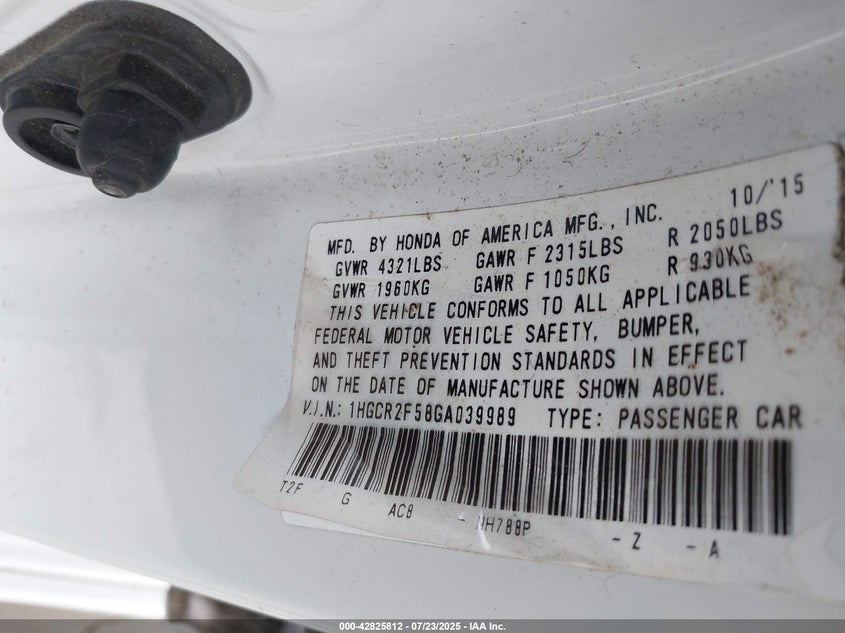 10/'15
MFD. BY HONDA OF AMERICA MFG., INC.
GVWR 4321LBS GAWR F 2315LBS R 2050LBS
GVWR 1960KG GAWR F 1050KG R 930KG
THIS VEHICLE CONFORMS TO ALL APPLICABLE
FEDERAL MOTOR VEHICLE SAFETY, BUMPER,
AND THEFT PREVENTION STANDARDS IN EFFECT
ON THE DATE OF MANUFACTURE SHOWN ABOVE.
V.I.N.: 1HGCR2F58GA039989 TYPE: PASSENGER CAR
T2F G AC8 - NH788P - Z - A
000-42825812 - 07/23/2025 - IAA Inc.